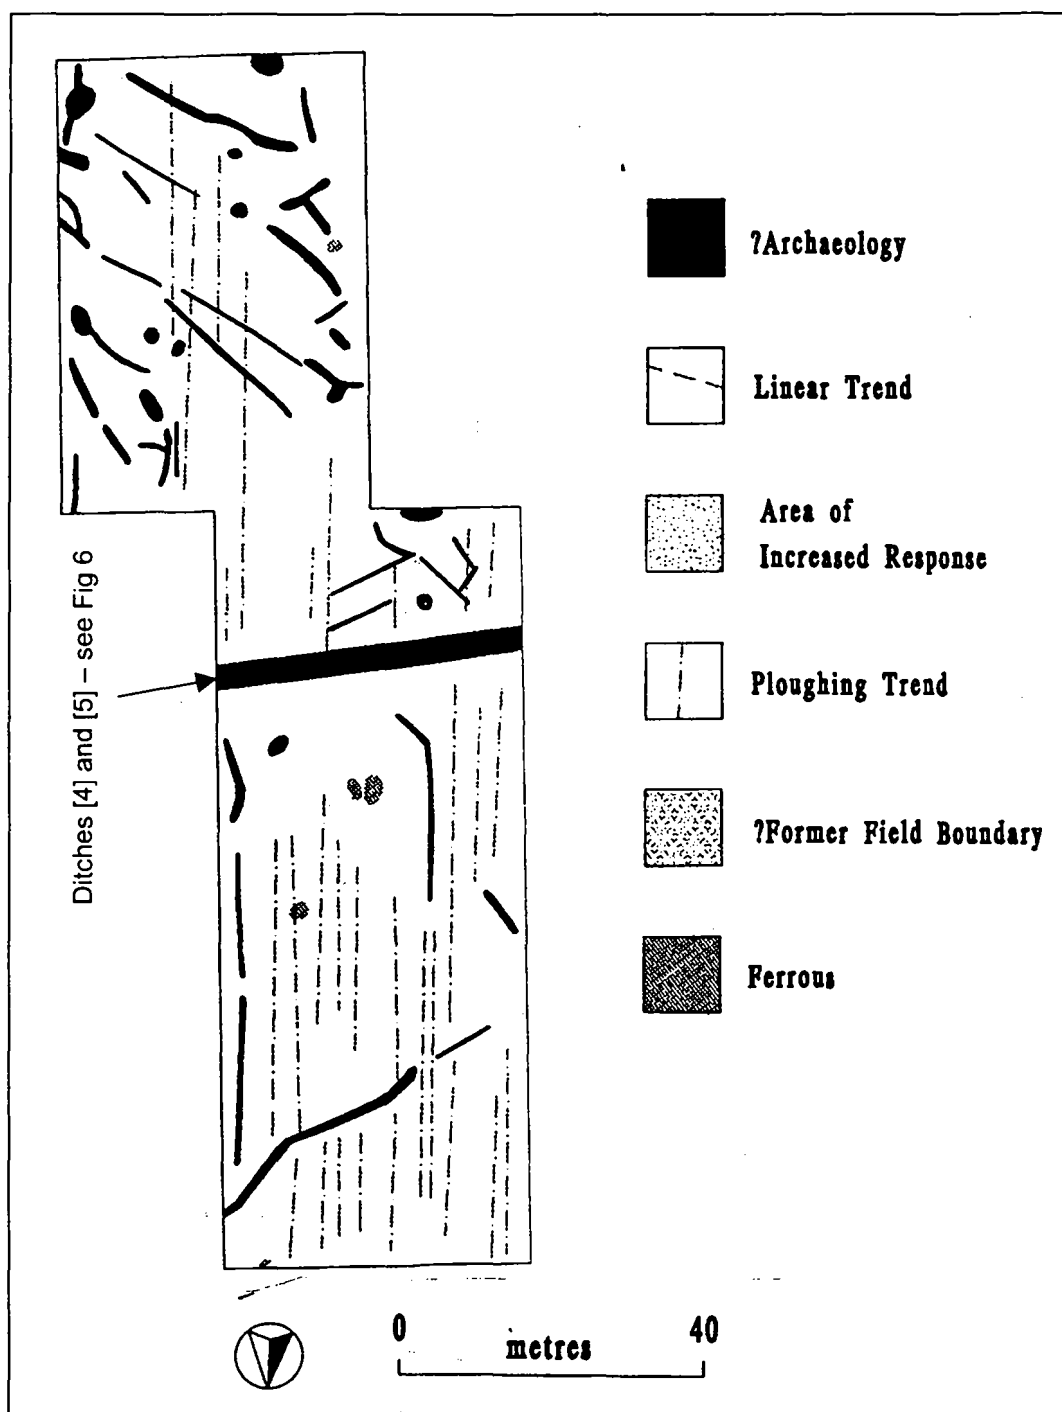 Ditches [4] and [5] – see Fig 6
?Archaeology
Linear Trend
Area of
Increased Response
Ploughing Trend
?Former Field Boundary
Ferrous
0 40
metres